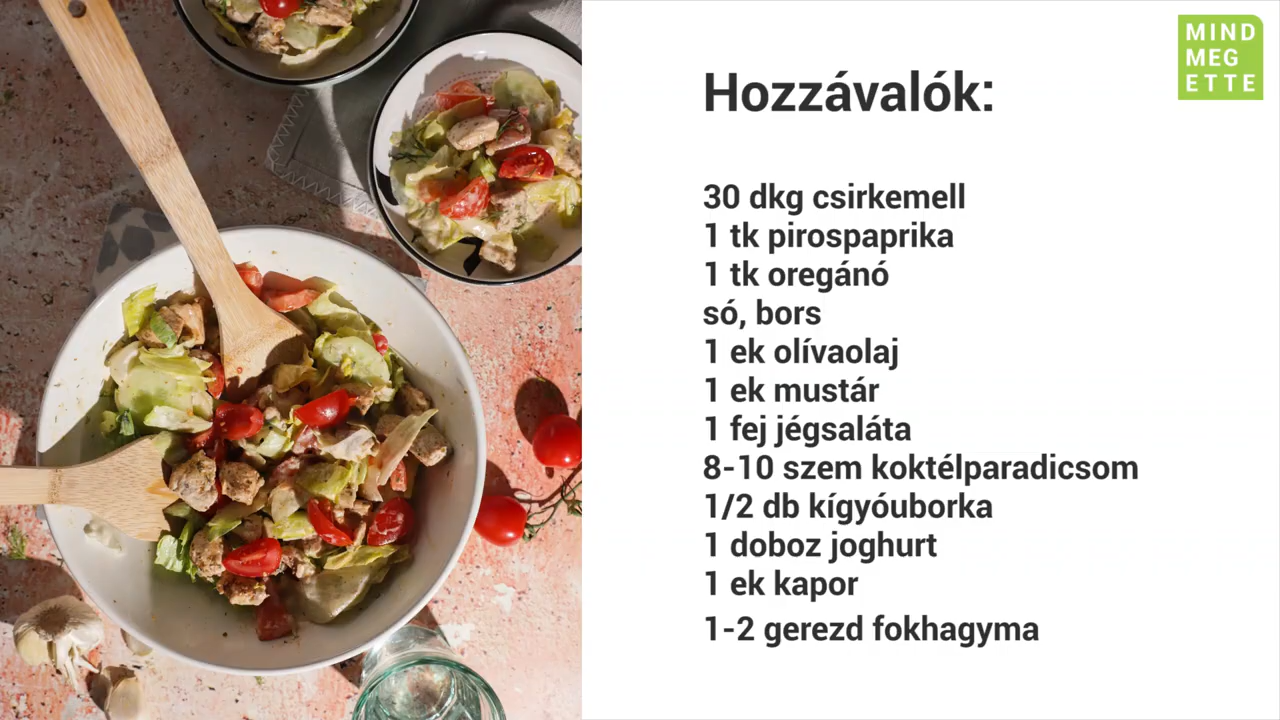 MIND
MEG
ETTE
Hozzávalók:
30 dkg csirkemell
1 tk pirospaprika
1 tk oregánó
só, bors
1 ek olívaolaj
1 ek mustár
1 fej jégsaláta
8-10 szem koktélparadicsom
1/2 db kígyóuborka
1 doboz joghurt
1 ek kapor
1-2 gerezd fokhagyma